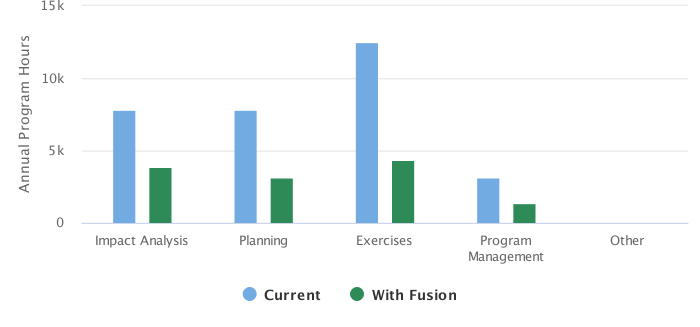 15k
10k
5k
0
Annual Program Hours
Impact Analysis
Planning
Exercises
Program
Management
Other
Current
With Fusion